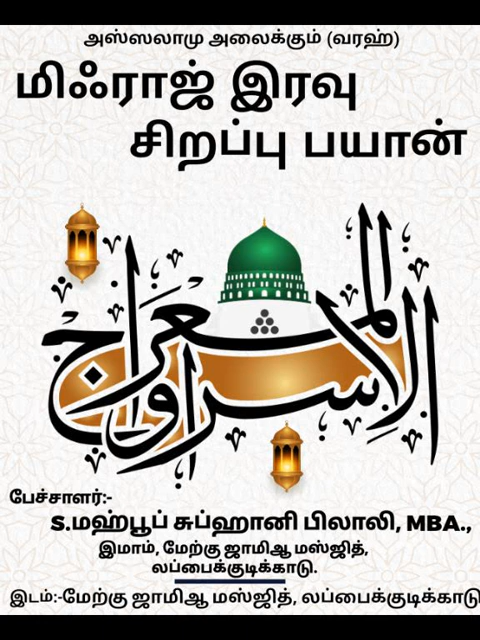 அஸ்ஸலாமு அலைக்கும் (வரஹ்)
மிஃராஜ் இரவு
சிறப்பு பயான்
الإسراء والمعراج
பேச்சாளர்:-
S.மஹ்பூப் சுப்ஹானி பிலாலி, MBA.,
இமாம், மேற்கு ஜாமிஆ மஸ்ஜித்,
லப்பைக்குடிக்காடு.
இடம்:-மேற்கு ஜாமிஆ மஸ்ஜித், லப்பைக்குடிக்காடு